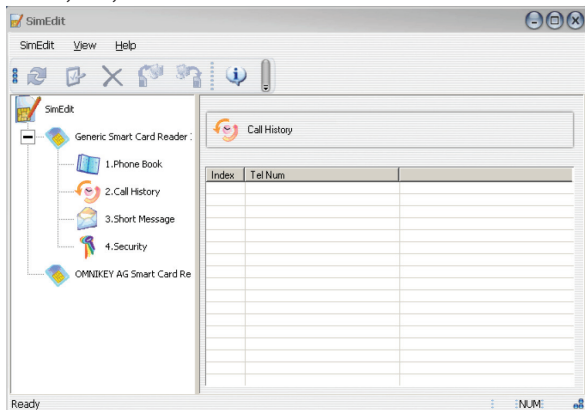 SimEdit
SimEdit View Help
SimEdit
Generic Smart Card Reader
1.Phone Book
2.Call History
3.Short Message
4.Security
OMNIKEY AG Smart Card Re
Call History
Index Tel Num
Ready NUM